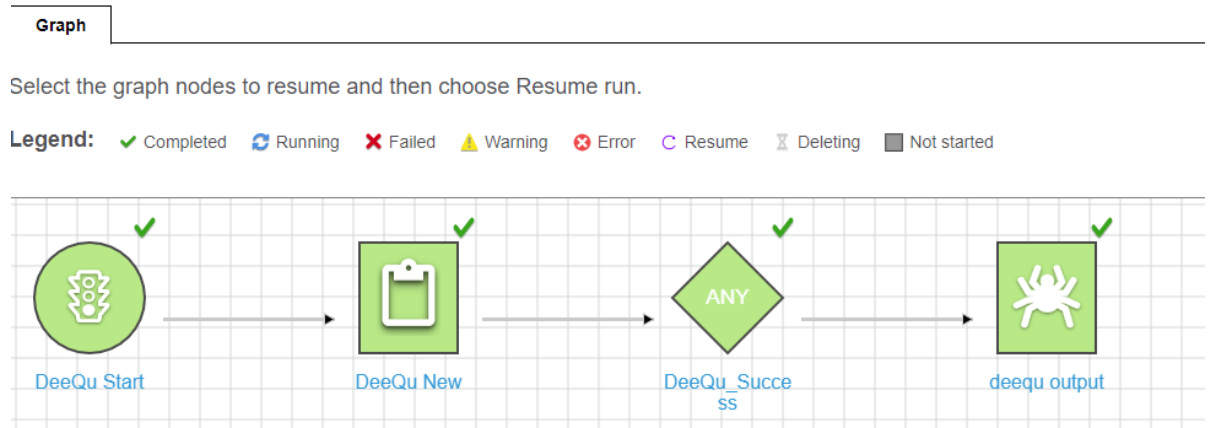 Graph
Select the graph nodes to resume and then choose Resume run.
Legend: Completed Running Failed Warning Error Resume Deleting Not started
ANY
DeeQu Start DeeQu New DeeQu_Succe deequ output
ss